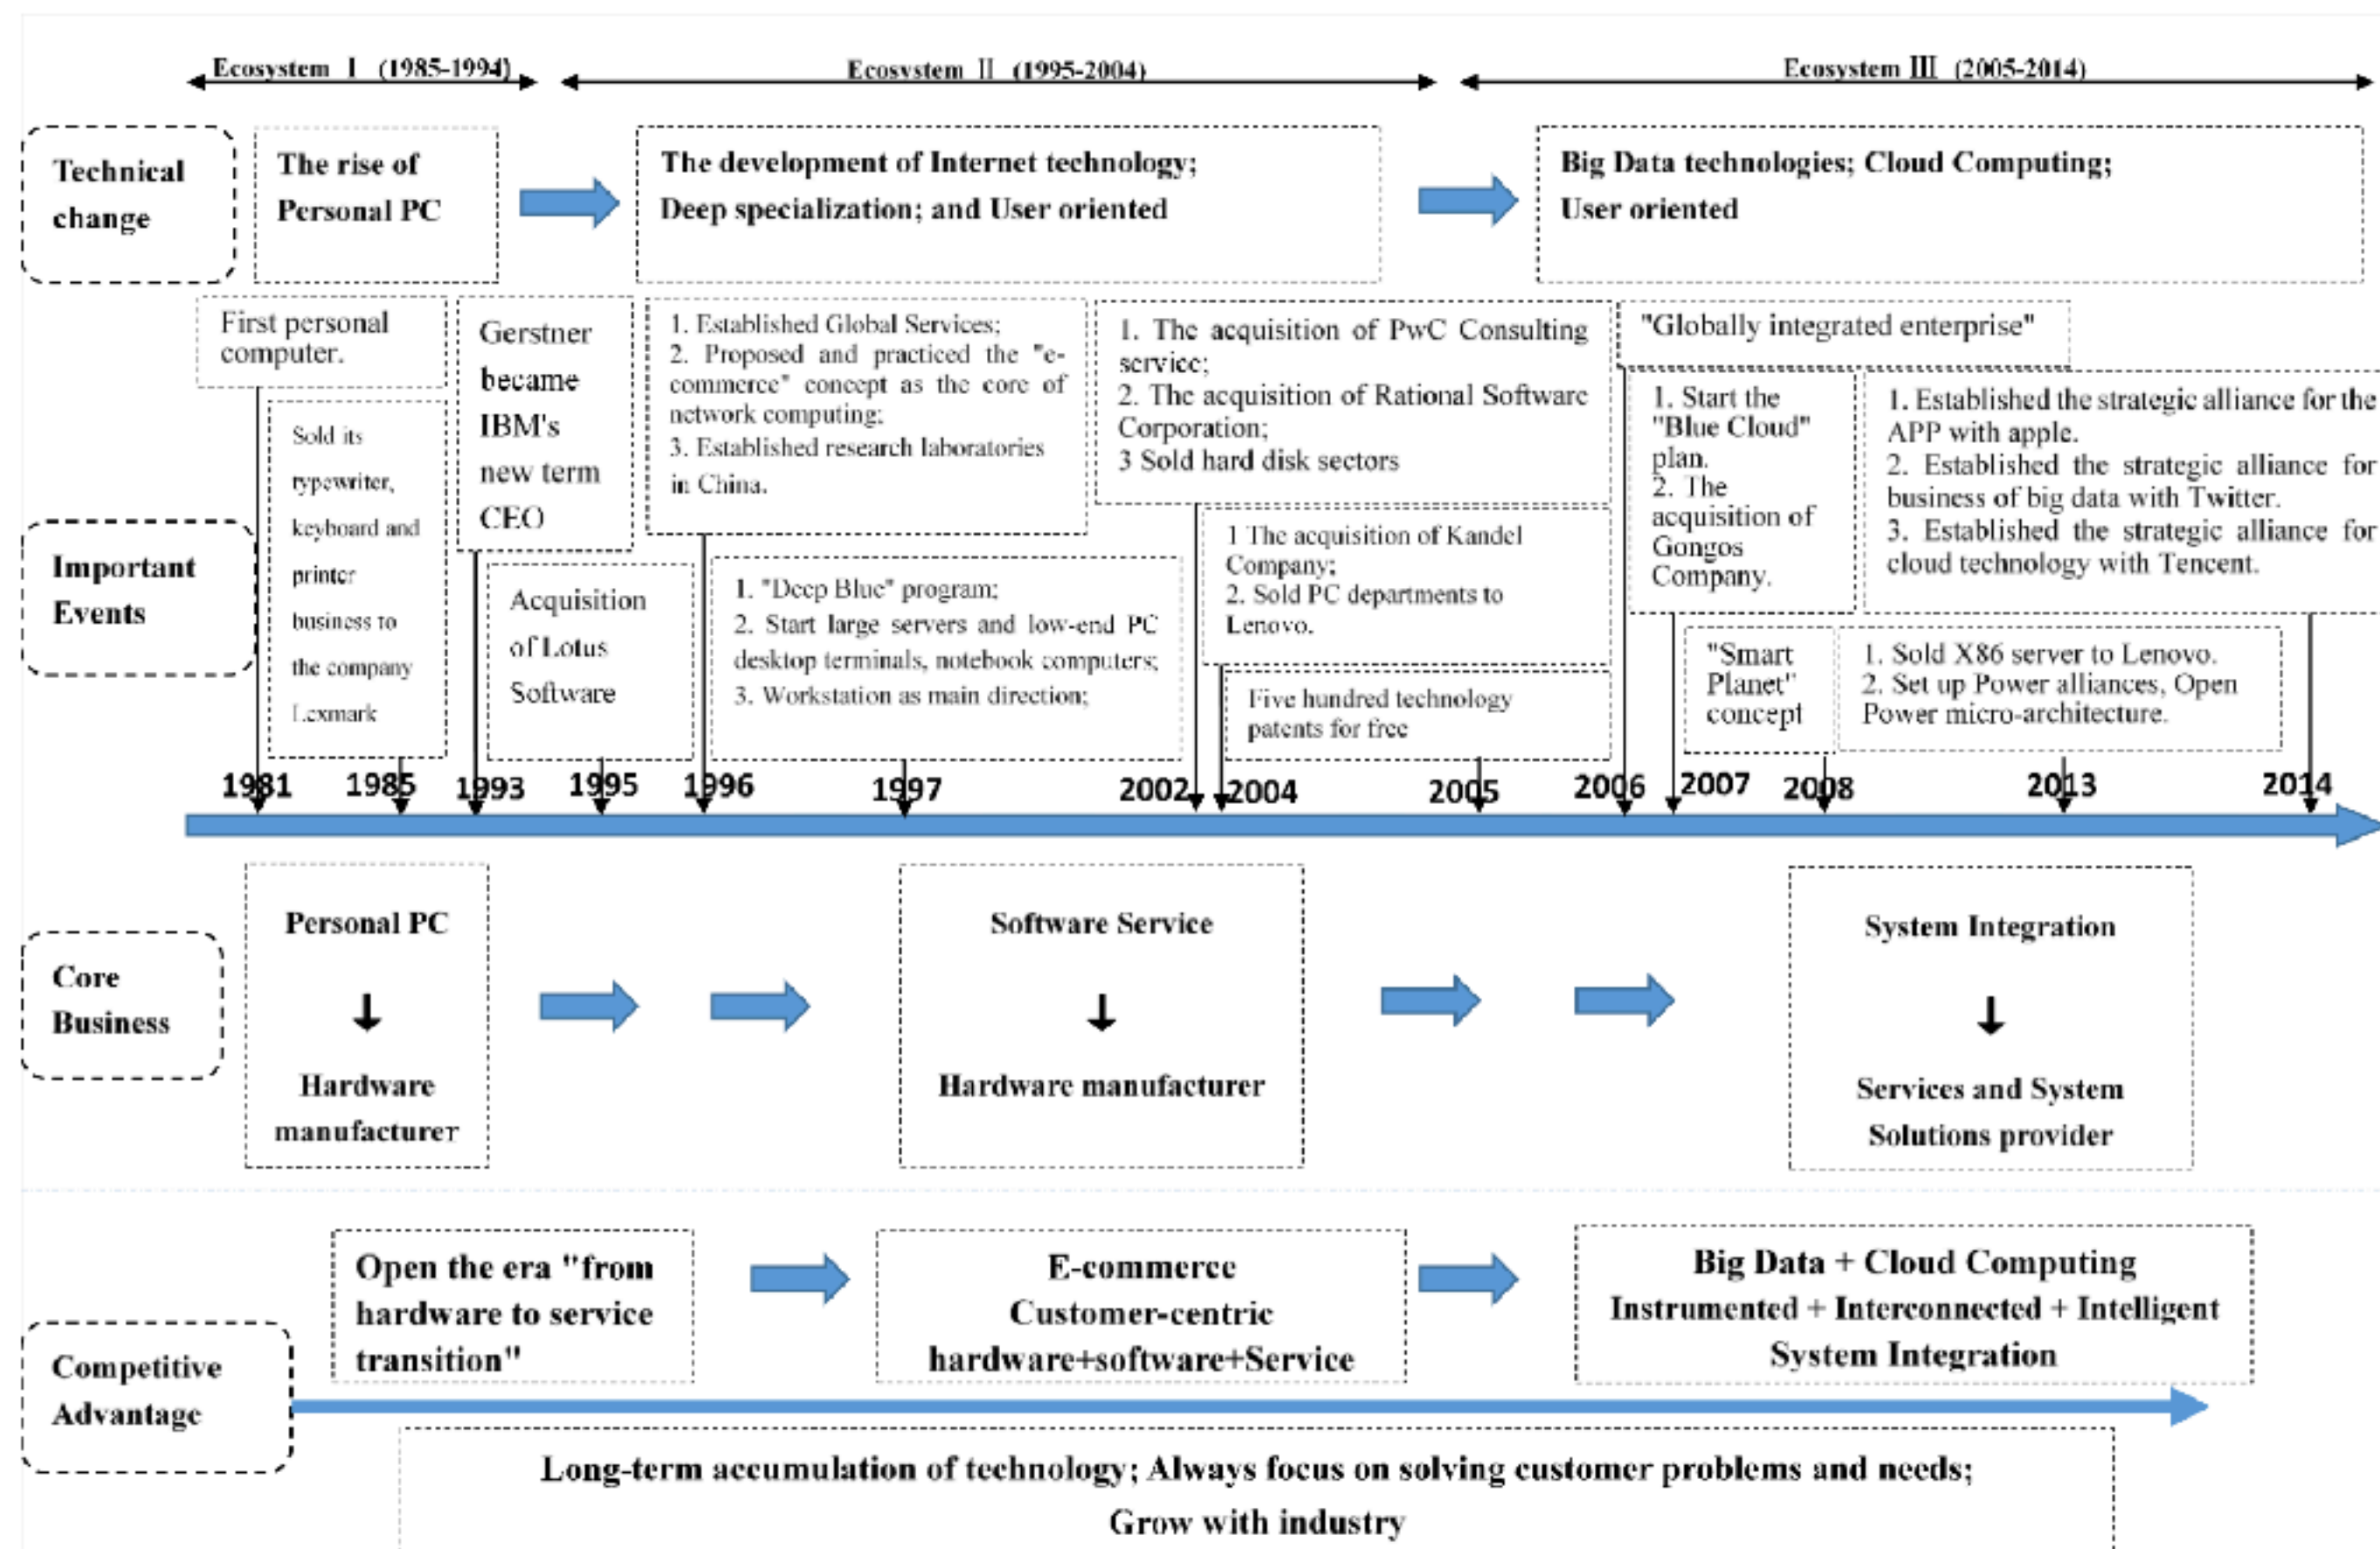 Ecosystem I (1985-1994)
Ecosystem II (1995-2004)
Ecosystem III (2005-2014)
Technical
change
The rise of
Personal PC
The development of Internet technology;
Deep specialization; and User oriented
Big Data technologies; Cloud Computing;
User oriented
Important
Events
First personal
computer.
Sold its
typewriter,
keyboard and
printer
business to
the company
Lexmark
Gerstner
became
IBM's
new term
CEO
Acquisition
of Lotus
Software
1. Established Global Services;
2. Proposed and practiced the "e-
commerce" concept as the core of
network computing;
3. Established research laboratories
in China.
1. "Deep Blue" program;
2. Start large servers and low-end PC
desktop terminals, notebook computers;
3. Workstation as main direction;
1. The acquisition of PwC Consulting
service;
2. The acquisition of Rational Software
Corporation;
3 Sold hard disk sectors
1 The acquisition of Kandel
Company;
2. Sold PC departments to
Lenovo.
Five hundred technology
patents for free
"Globally integrated enterprise"
1. Start the
"Blue Cloud"
plan.
2. The
acquisition of
Gongos
Company.
"Smart
Planet"
concept
1. Sold X86 server to Lenovo.
2. Set up Power alliances, Open
Power micro-architecture.
1. Established the strategic alliance for the
APP with apple.
2. Established the strategic alliance for
business of big data with Twitter.
3. Established the strategic alliance for
cloud technology with Tencent.
1981
1985
1993
1995
1996
1997
2002
2004
2005
2006
2007
2008
2013
2014
Core
Business
Personal PC
Hardware
manufacturer
Software Service
Hardware manufacturer
System Integration
Services and System
Solutions provider
Competitive
Advantage
Open the era "from
hardware to service
transition"
E-commerce
Customer-centric
hardware+software+Service
Big Data + Cloud Computing
Instrumented + Interconnected + Intelligent
System Integration
Long-term accumulation of technology; Always focus on solving customer problems and needs;
Grow with industry